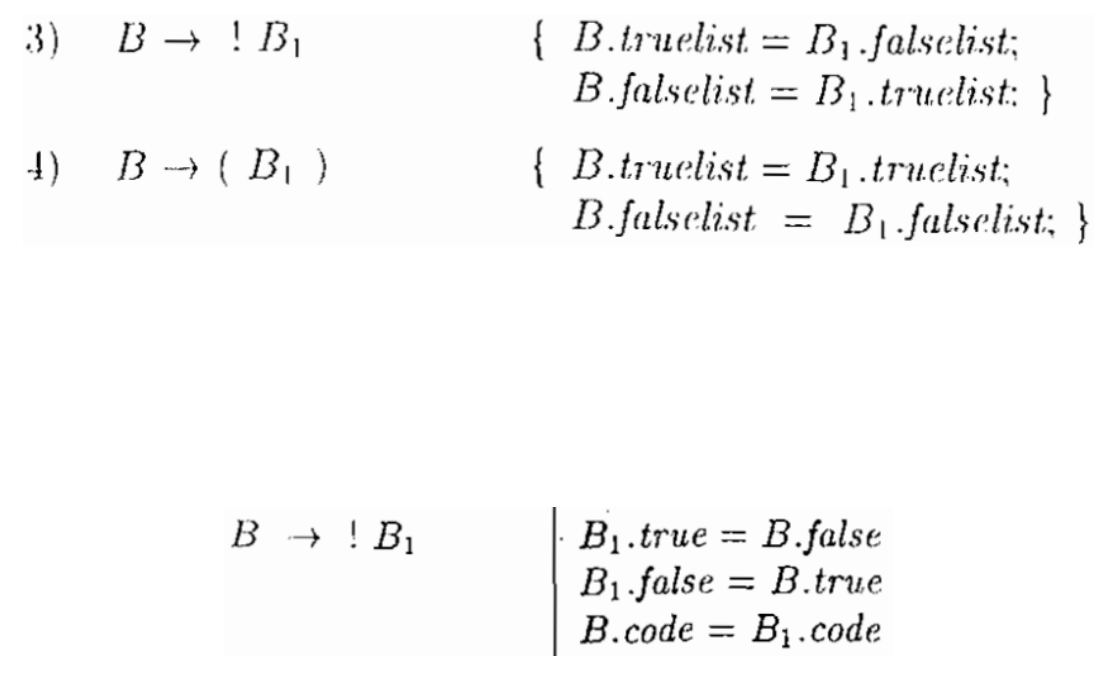 3) B → ! B₁ { B.truelist = B₁.falselist;
B.falselist = B₁.truelist; }
4) B → ( B₁ ) { B.truelist = B₁.truelist;
B.falselist = B₁.falselist; }
B → ! B₁ B₁.true = B.false
B₁.false = B.true
B.code = B₁.code